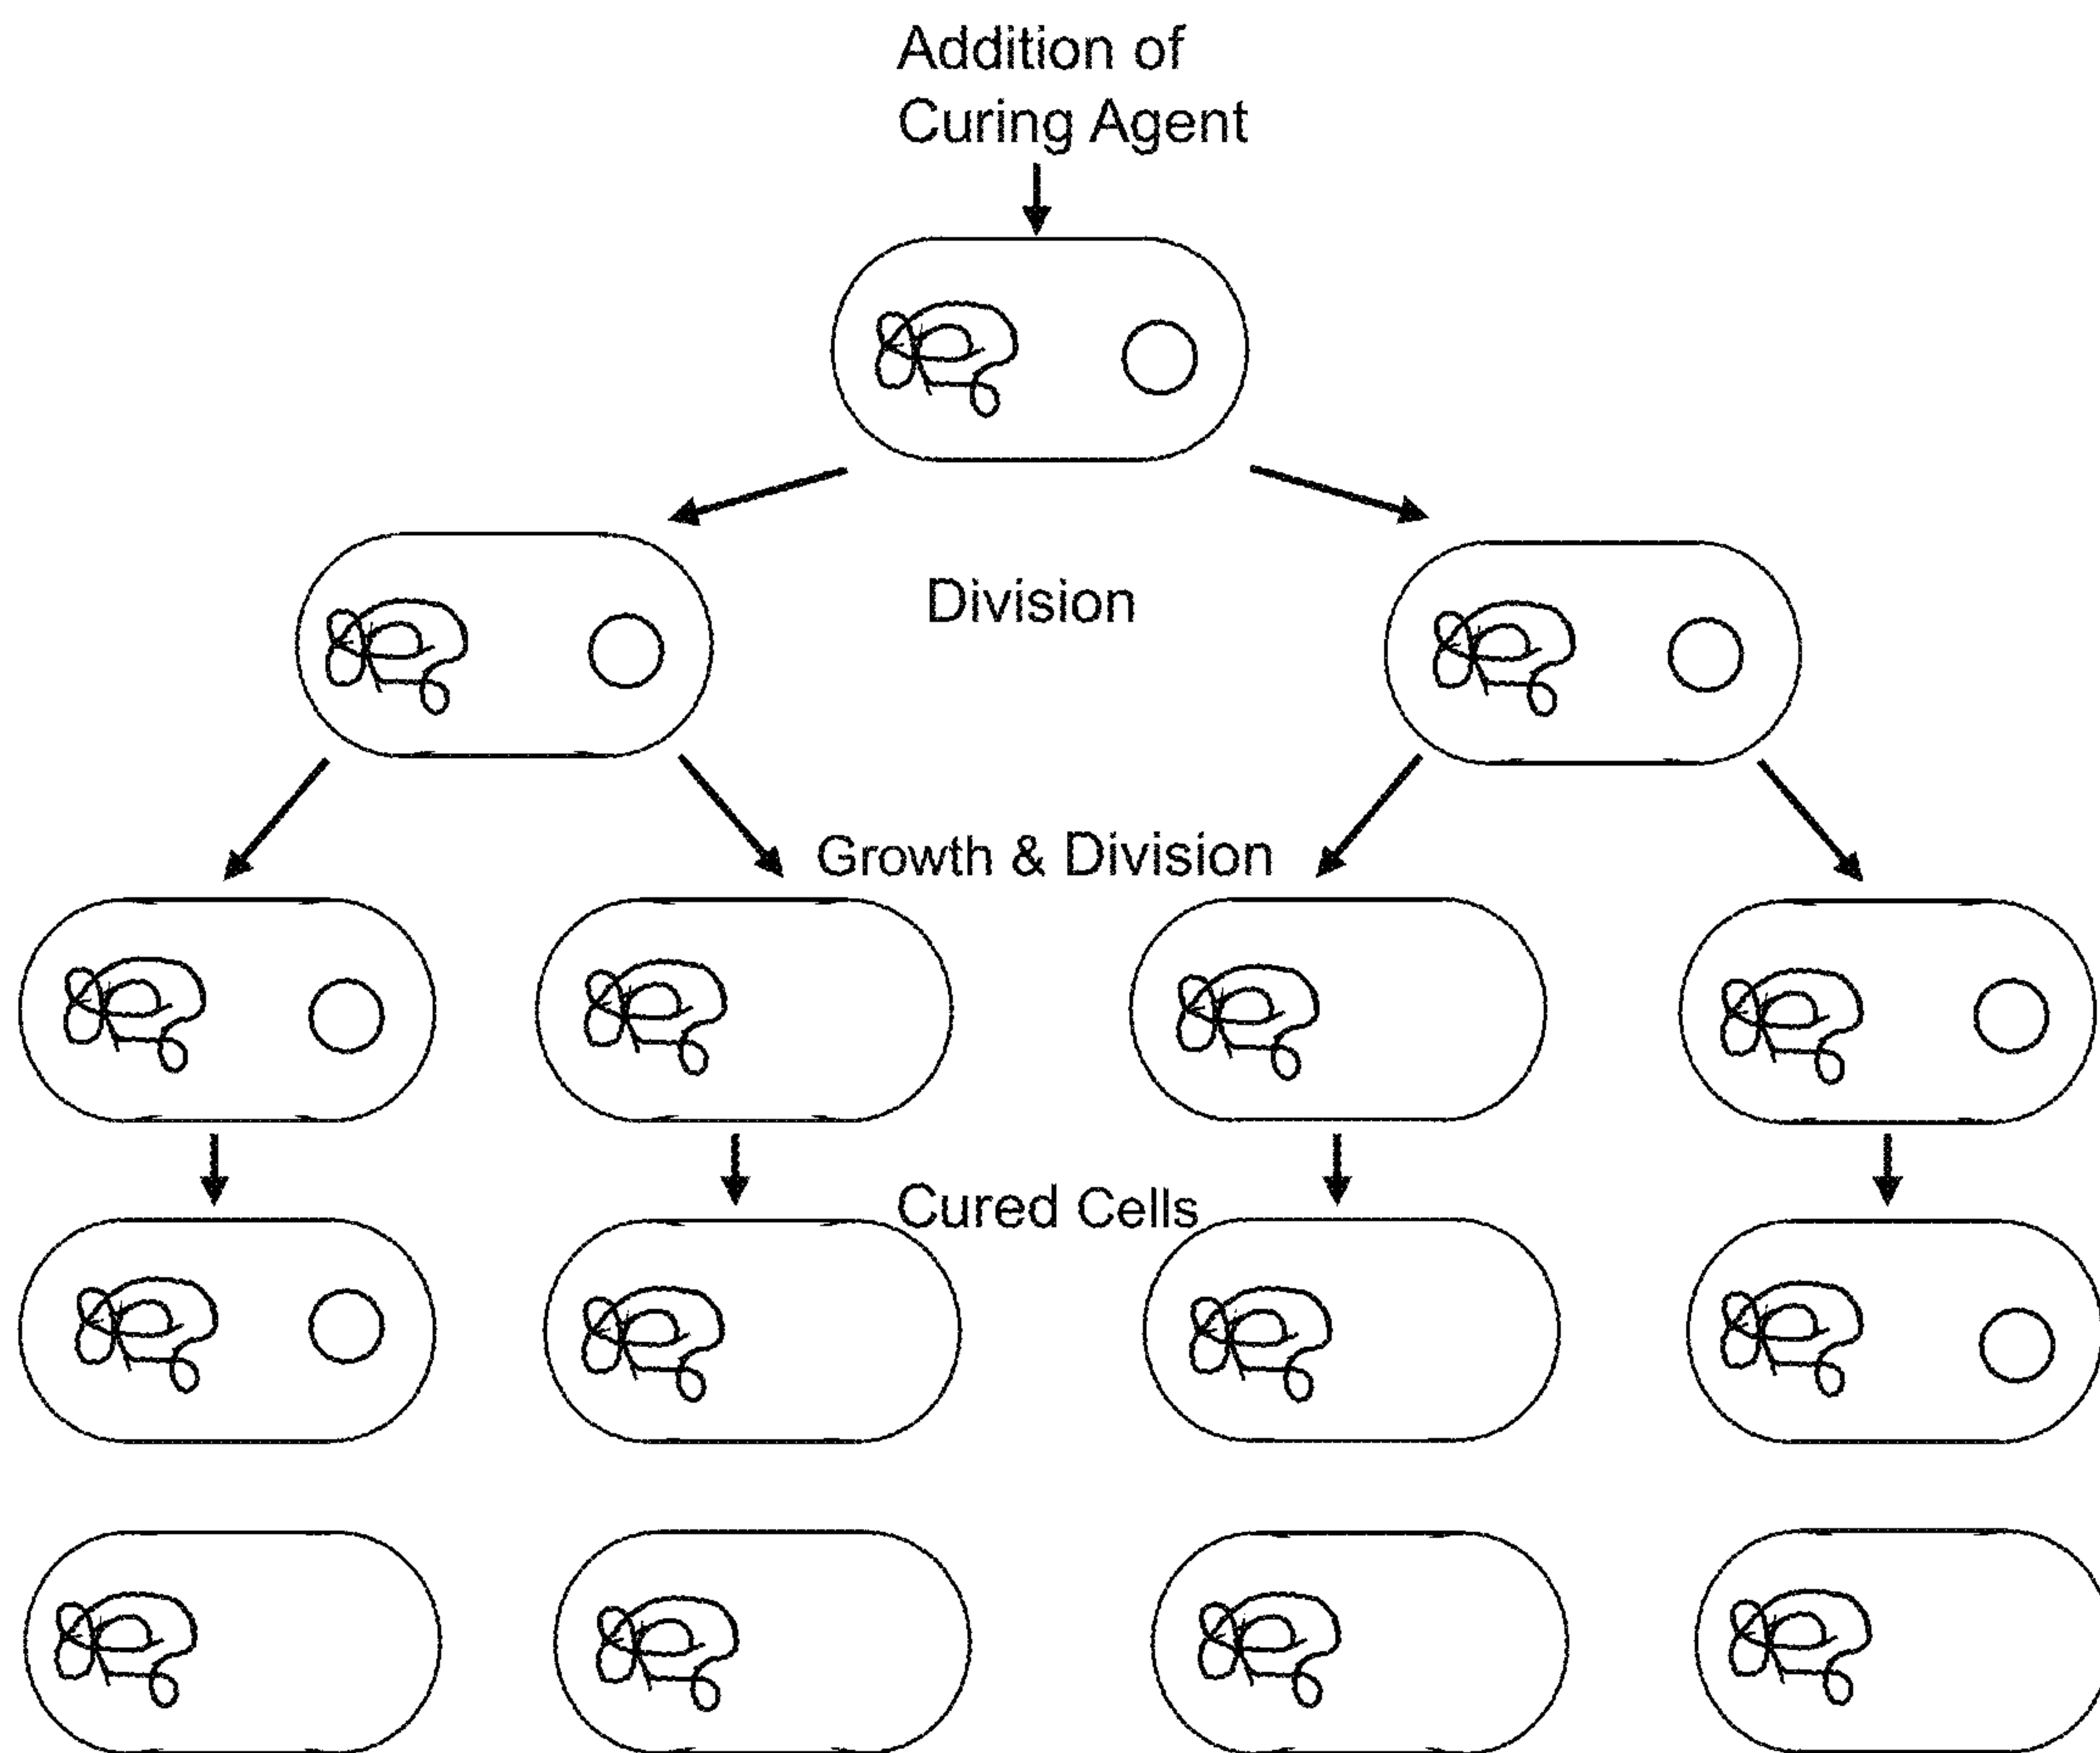 Addition of
Curing Agent
Division
Growth & Division
Cured Cells